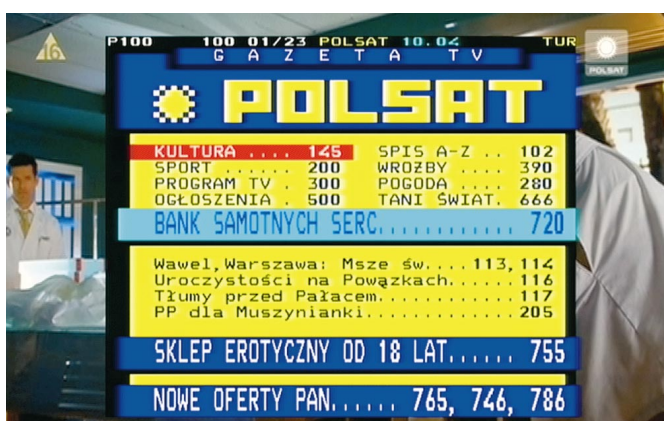 16
P100 100 01/23 POLSAT 10.04 TUR
GAZETA TV
POLSAT
POLSAT
KULTURA .... 145 SPIS A-Z .. 102
SPORT ...... 200 WRÓŻBY .... 390
PROGRAM TV . 300 POGODA .... 280
OGŁOSZENIA . 500 TANI ŚWIAT. 666
BANK SAMOTNYCH SERC............ 720
Wawel,Warszawa: Msze św....113,114
Uroczystości na Powązkach......116
Tłumy przed Pałacem............117
PP dla Muszynianki.............205
SKLEP EROTYCZNY OD 18 LAT...... 755
NOWE OFERTY PAN...... 765, 746, 786